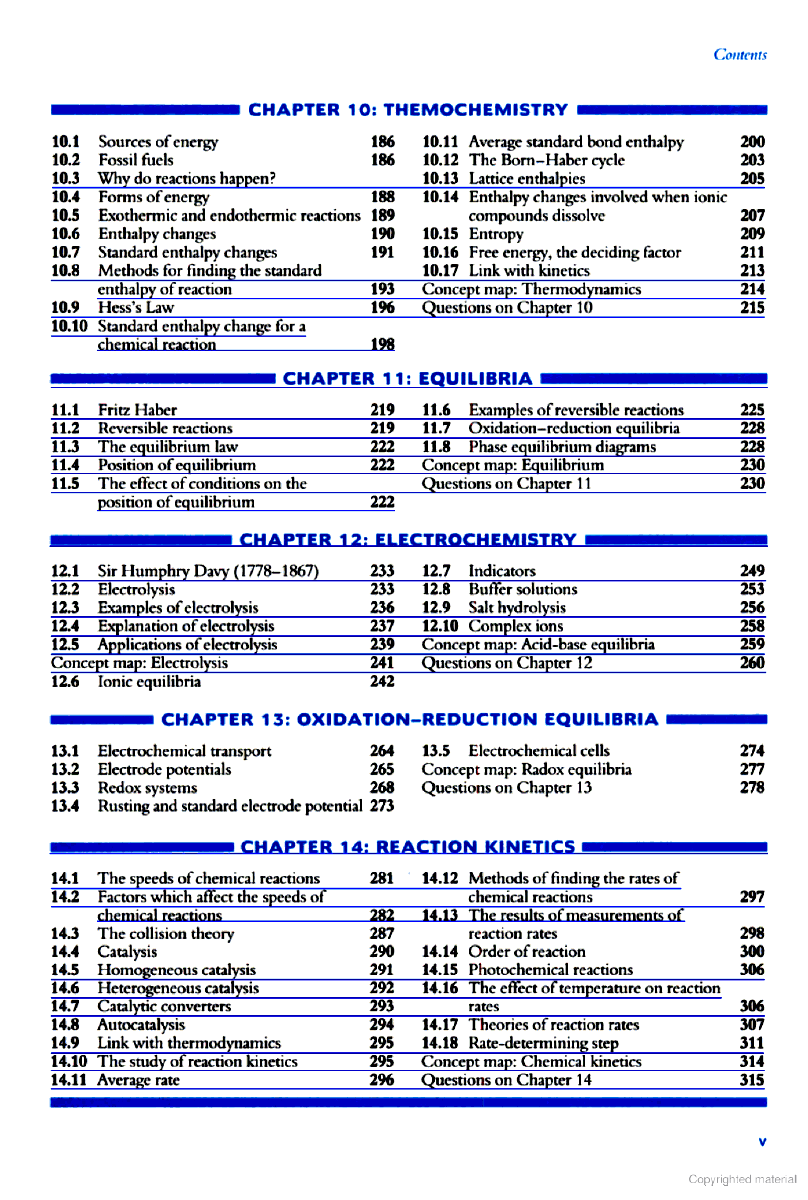 Contents
CHAPTER 10: THEMOCHEMISTRY
10.1 Sources of energy 186
10.2 Fossil fuels 186
10.3 Why do reactions happen?
10.4 Forms of energy 188
10.5 Exothermic and endothermic reactions 189
10.6 Enthalpy changes 190
10.7 Standard enthalpy changes 191
10.8 Methods for finding the standard
enthalpy of reaction 193
10.9 Hess's Law 196
10.10 Standard enthalpy change for a
chemical reaction 198
10.11 Average standard bond enthalpy 200
10.12 The Born–Haber cycle 203
10.13 Lattice enthalpies 205
10.14 Enthalpy changes involved when ionic
compounds dissolve 207
10.15 Entropy 209
10.16 Free energy, the deciding factor 211
10.17 Link with kinetics 213
Concept map: Thermodynamics 214
Questions on Chapter 10 215
CHAPTER 11: EQUILIBRIA
11.1 Fritz Haber 219
11.2 Reversible reactions 219
11.3 The equilibrium law 222
11.4 Position of equilibrium 222
11.5 The effect of conditions on the
position of equilibrium 222
11.6 Examples of reversible reactions 225
11.7 Oxidation–reduction equilibria 228
11.8 Phase equilibrium diagrams 228
Concept map: Equilibrium 230
Questions on Chapter 11 230
CHAPTER 12: ELECTROCHEMISTRY
12.1 Sir Humphry Davy (1778–1867) 233
12.2 Electrolysis 233
12.3 Examples of electrolysis 236
12.4 Explanation of electrolysis 237
12.5 Applications of electrolysis 239
Concept map: Electrolysis 241
12.6 Ionic equilibria 242
12.7 Indicators 249
12.8 Buffer solutions 253
12.9 Salt hydrolysis 256
12.10 Complex ions 258
Concept map: Acid-base equilibria 259
Questions on Chapter 12 260
CHAPTER 13: OXIDATION–REDUCTION EQUILIBRIA
13.1 Electrochemical transport 264
13.2 Electrode potentials 265
13.3 Redox systems 268
13.4 Rusting and standard electrode potential 273
13.5 Electrochemical cells 274
Concept map: Radox equilibria 277
Questions on Chapter 13 278
CHAPTER 14: REACTION KINETICS
14.1 The speeds of chemical reactions 281
14.2 Factors which affect the speeds of
chemical reactions 282
14.3 The collision theory 287
14.4 Catalysis 290
14.5 Homogeneous catalysis 291
14.6 Heterogeneous catalysis 292
14.7 Catalytic converters 293
14.8 Autocatalysis 294
14.9 Link with thermodynamics 295
14.10 The study of reaction kinetics 295
14.11 Average rate 296
14.12 Methods of finding the rates of
chemical reactions 297
14.13 The results of measurements of
reaction rates 298
14.14 Order of reaction 300
14.15 Photochemical reactions 306
14.16 The effect of temperature on reaction
rates 306
14.17 Theories of reaction rates 307
14.18 Rate-determining step 311
Concept map: Chemical kinetics 314
Questions on Chapter 14 315
v
Copyrighted material